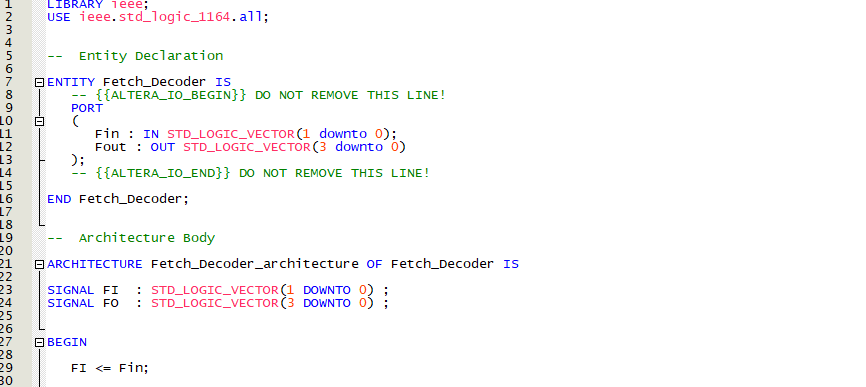 1 LIBRARY ieee;
2 USE ieee.std_logic_1164.all;
3
4
5 --  Entity Declaration
6
7 ENTITY Fetch_Decoder IS
8    -- {{ALTERA_IO_BEGIN}} DO NOT REMOVE THIS LINE!
9    PORT
10    (
11       Fin : IN STD_LOGIC_VECTOR(1 downto 0);
12       Fout : OUT STD_LOGIC_VECTOR(3 downto 0)
13    );
14    -- {{ALTERA_IO_END}} DO NOT REMOVE THIS LINE!
15
16 END Fetch_Decoder;
17
18
19 --  Architecture Body
20
21 ARCHITECTURE Fetch_Decoder_architecture OF Fetch_Decoder IS
22
23 SIGNAL FI  : STD_LOGIC_VECTOR(1 DOWNTO 0) ;
24 SIGNAL FO  : STD_LOGIC_VECTOR(3 DOWNTO 0) ;
25
26
27 BEGIN
28
29    FI <= Fin;
30